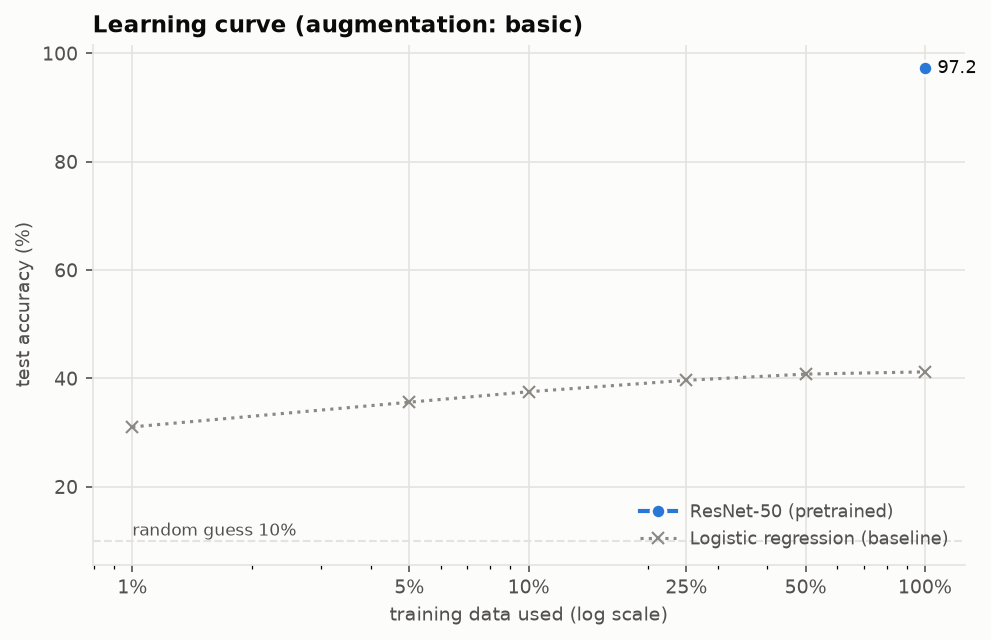 Learning curve (augmentation: basic)
100
97.2
80
60
40
20
test accuracy (%)
random guess 10%
ResNet-50 (pretrained)
Logistic regression (baseline)
1%
5%
10%
25%
50%
100%
training data used (log scale)